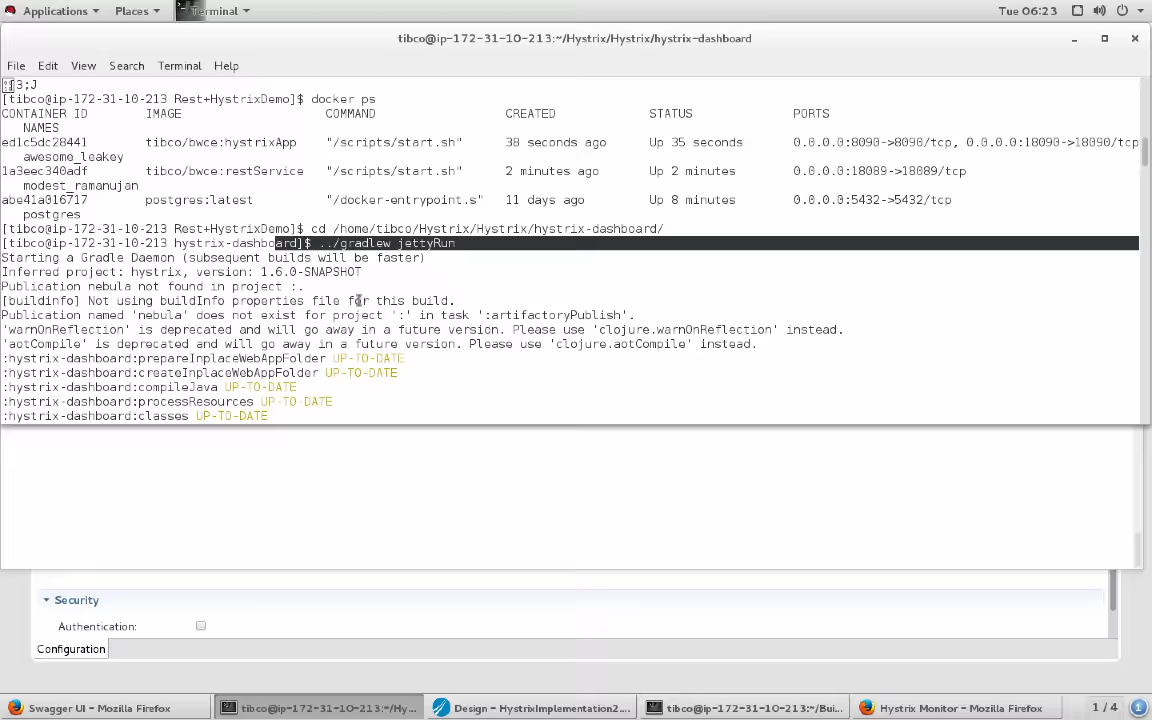 Applications
Places
Terminal
Tue 06:23
tibco@ip-172-31-10-213:~/Hystrix/Hystrix/hystrix-dashboard
File Edit View Search Terminal Help
3;J
[tibco@ip-172-31-10-213 Rest+HystrixDemo]$ docker ps
CONTAINER ID IMAGE COMMAND CREATED STATUS PORTS
NAMES
ed1c5dc28441 tibco/bwce:hystrixApp "/scripts/start.sh" 38 seconds ago Up 35 seconds 0.0.0.0:8090->8090/tcp, 0.0.0.0:18090->18090/tcp
awesome_leakey
1a3eec340adf tibco/bwce:restService "/scripts/start.sh" 2 minutes ago Up 2 minutes 0.0.0.0:18089->18089/tcp
modest_ramanujan
abe41a016717 postgres:latest "/docker-entrypoint.s" 11 days ago Up 8 minutes 0.0.0.0:5432->5432/tcp
postgres
[tibco@ip-172-31-10-213 Rest+HystrixDemo]$ cd /home/tibco/Hystrix/Hystrix/hystrix-dashboard/
[tibco@ip-172-31-10-213 hystrix-dashboard]$ ../gradlew jettyRun
Starting a Gradle Daemon (subsequent builds will be faster)
Inferred project: hystrix, version: 1.6.0-SNAPSHOT
Publication nebula not found in project :.
[buildinfo] Not using buildInfo properties file for this build.
Publication named 'nebula' does not exist for project ':' in task ':artifactoryPublish'.
'warnOnReflection' is deprecated and will go away in a future version. Please use 'clojure.warnOnReflection' instead.
'aotCompile' is deprecated and will go away in a future version. Please use 'clojure.aotCompile' instead.
:hystrix-dashboard:prepareInplaceWebAppFolder UP-TO-DATE
:hystrix-dashboard:createInplaceWebAppFolder UP-TO-DATE
:hystrix-dashboard:compileJava UP-TO-DATE
:hystrix-dashboard:processResources UP-TO-DATE
:hystrix-dashboard:classes UP-TO-DATE
Security
Authentication:
Configuration
Swagger UI - Mozilla Firefox
tibco@ip-172-31-10-213:~/Hy...
Design - HystrixImplementation2....
tibco@ip-172-31-10-213:~/Bui...
Hystrix Monitor - Mozilla Firefox
1 / 4
1